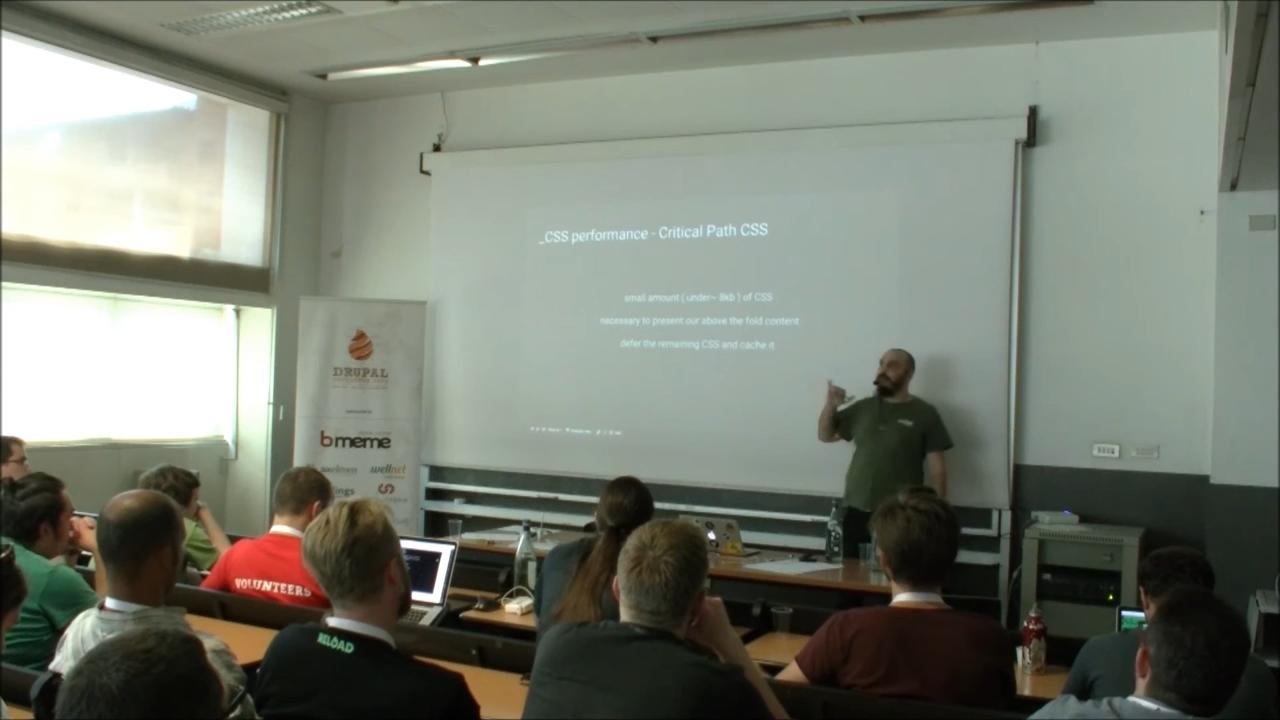 _CSS performance - Critical Path CSS
small amount ( under~ 8kb ) of CSS
necessary to present our above the fold content
defer the remaining CSS and cache it
DRUPAL
bmeme
wellnet
VOLUNTEERS
RELOAD